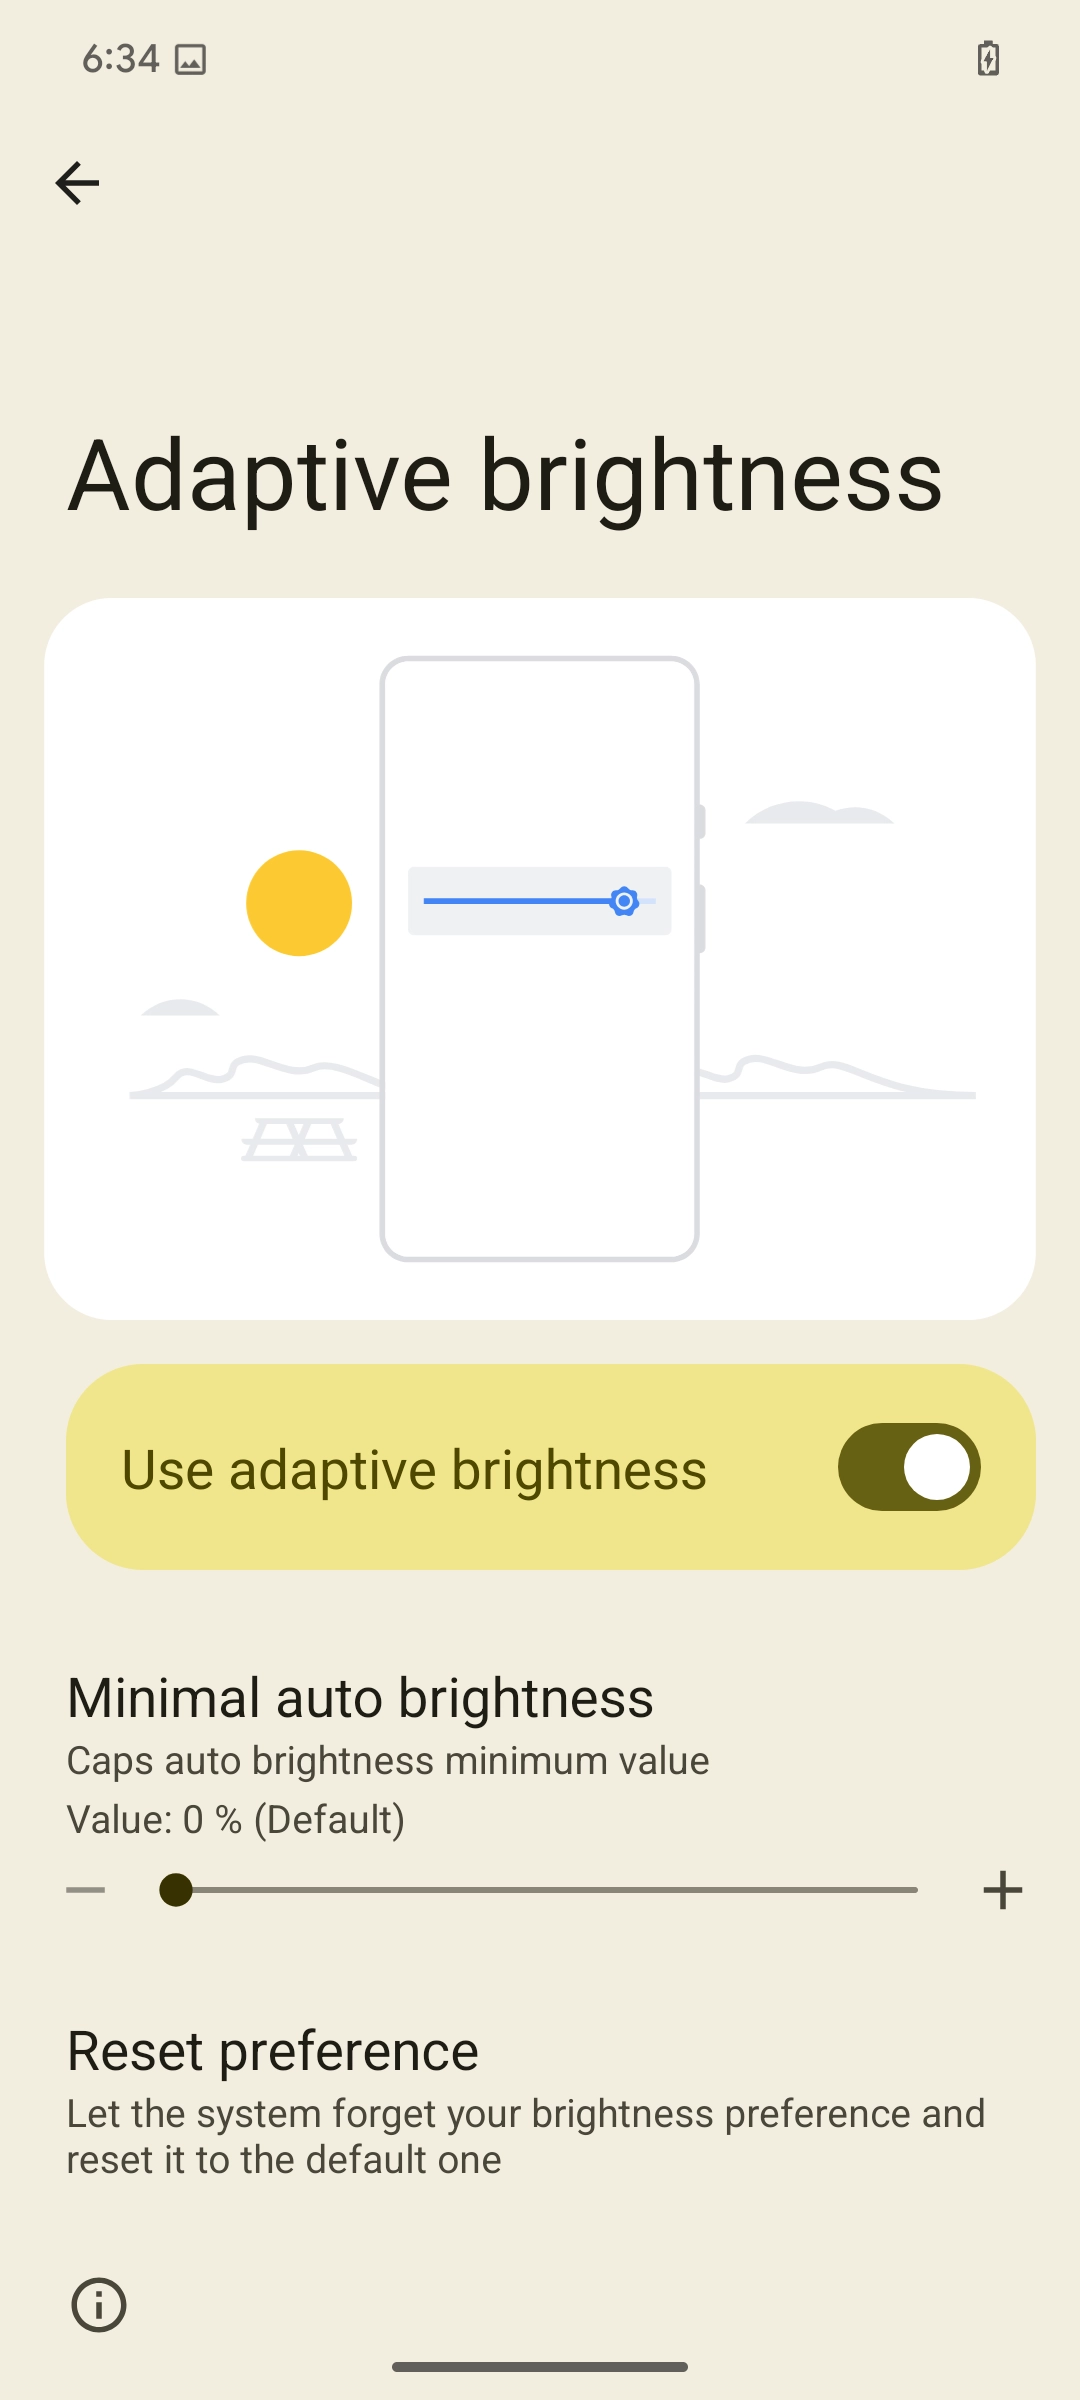 6:34
Adaptive brightness
Use adaptive brightness
Minimal auto brightness
Caps auto brightness minimum value
Value: 0 % (Default)
Reset preference
Let the system forget your brightness preference and
reset it to the default one